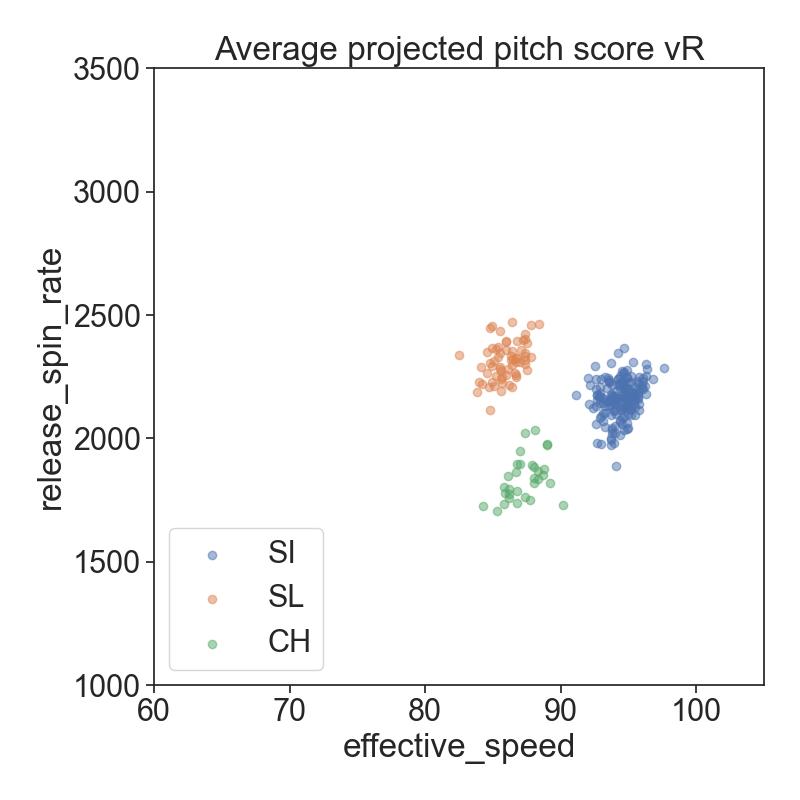 Average projected pitch score vR
3500
3000
2500
2000
1500
1000
release_spin_rate
SI
SL
CH
60
70
80
90
100
effective_speed